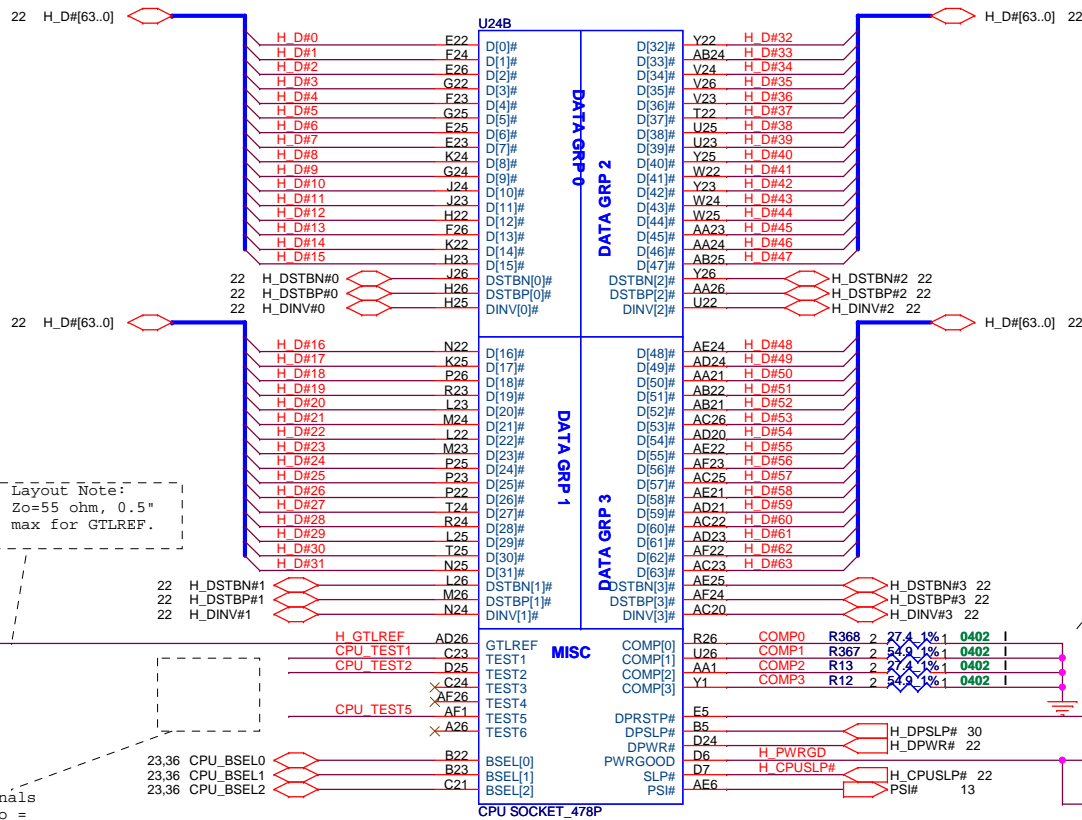 22 H_D#[63..0] U24B H_D#[63..0] 22
H_D#0 E22 D[0]# D[32]# Y22 H_D#32
H_D#1 F24 D[1]# D[33]# AB24 H_D#33
H_D#2 E26 D[2]# D[34]# V24 H_D#34
H_D#3 G22 D[3]# D[35]# V26 H_D#35
H_D#4 F23 D[4]# D[36]# V23 H_D#36
H_D#5 G25 D[5]# D[37]# T22 H_D#37
H_D#6 E25 D[6]# D[38]# U25 H_D#38
H_D#7 E23 D[7]# D[39]# U23 H_D#39
H_D#8 K24 D[8]# D[40]# Y25 H_D#40
H_D#9 G24 D[9]# D[41]# W22 H_D#41
H_D#10 J24 D[10]# D[42]# Y23 H_D#42
H_D#11 J23 D[11]# D[43]# W24 H_D#43
H_D#12 H22 D[12]# D[44]# W25 H_D#44
H_D#13 F26 D[13]# D[45]# AA23 H_D#45
H_D#14 K22 D[14]# D[46]# AA24 H_D#46
H_D#15 H23 D[15]# D[47]# AB25 H_D#47
22 H_DSTBN#0 J26 DSTBN[0]# DSTBN[2]# Y26 H_DSTBN#2 22
22 H_DSTBP#0 H26 DSTBP[0]# DSTBP[2]# AA26 H_DSTBP#2 22
22 H_DINV#0 H25 DINV[0]# DINV[2]# U22 H_DINV#2 22
DATA GRP 0
DATA GRP 2
22 H_D#[63..0] H_D#[63..0] 22
H_D#16 N22 D[16]# D[48]# AE24 H_D#48
H_D#17 K25 D[17]# D[49]# AD24 H_D#49
H_D#18 P26 D[18]# D[50]# AA21 H_D#50
H_D#19 R23 D[19]# D[51]# AB22 H_D#51
H_D#20 L23 D[20]# D[52]# AB21 H_D#52
H_D#21 M24 D[21]# D[53]# AC26 H_D#53
H_D#22 L22 D[22]# D[54]# AD20 H_D#54
H_D#23 M23 D[23]# D[55]# AE22 H_D#55
H_D#24 P25 D[24]# D[56]# AF23 H_D#56
H_D#25 P23 D[25]# D[57]# AC25 H_D#57
H_D#26 P22 D[26]# D[58]# AE21 H_D#58
H_D#27 T24 D[27]# D[59]# AD21 H_D#59
H_D#28 R24 D[28]# D[60]# AC22 H_D#60
H_D#29 L25 D[29]# D[61]# AD23 H_D#61
H_D#30 T25 D[30]# D[62]# AF22 H_D#62
H_D#31 N25 D[31]# D[63]# AC23 H_D#63
22 H_DSTBN#1 L26 DSTBN[1]# DSTBN[3]# AE25 H_DSTBN#3 22
22 H_DSTBP#1 M26 DSTBP[1]# DSTBP[3]# AF24 H_DSTBP#3 22
22 H_DINV#1 N24 DINV[1]# DINV[3]# AC20 H_DINV#3 22
DATA GRP 1
DATA GRP 3
Layout Note:
Zo=55 ohm, 0.5"
max for GTLREF.
MISC
H_GTLREF AD26 GTLREF COMP[0] R26 COMP0 R368 2 27.4_1% 1 0402 I
CPU_TEST1 C23 TEST1 COMP[1] U26 COMP1 R367 2 54.9_1% 1 0402 I
CPU_TEST2 D25 TEST2 COMP[2] AA1 COMP2 R13 2 27.4_1% 1 0402 I
C24 TEST3 COMP[3] Y1 COMP3 R12 2 54.9_1% 1 0402 I
AF26 TEST4
CPU_TEST5 AF1 TEST5 DPRSTP# E5
A26 TEST6 DPSLP# B5 H_DPSLP# 30
DPWR# D24 H_DPWR# 22
23,36 CPU_BSEL0 B22 BSEL[0] PWRGOOD D6 H_PWRGD
23,36 CPU_BSEL1 B23 BSEL[1] SLP# D7 H_CPUSLP# H_CPUSLP# 22
23,36 CPU_BSEL2 C21 BSEL[2] PSI# AE6 PSI# 13
CPU SOCKET_478P
nals
o =